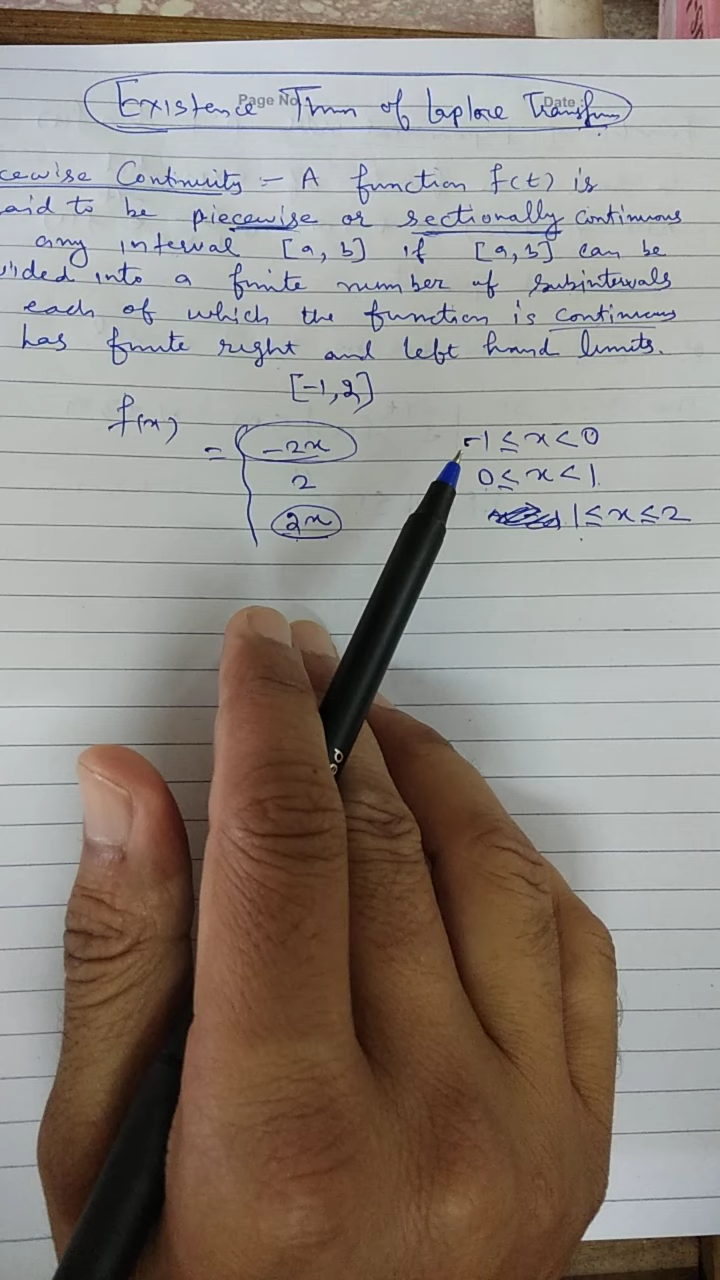 Existence Thm of Laplace Transform
Page No. Date :
cewise Continuity :- A function f(t) is
aid to be piecewise or sectionally continuous
any interval [a, b] if [a, b] can be
vided into a finite number of subintervals
each of which the function is continuous
has finite right and left hand limits.
[-1, 2]
f(x) = -2x -1 ≤ x < 0
2 0 ≤ x < 1
2x 1 ≤ x ≤ 2